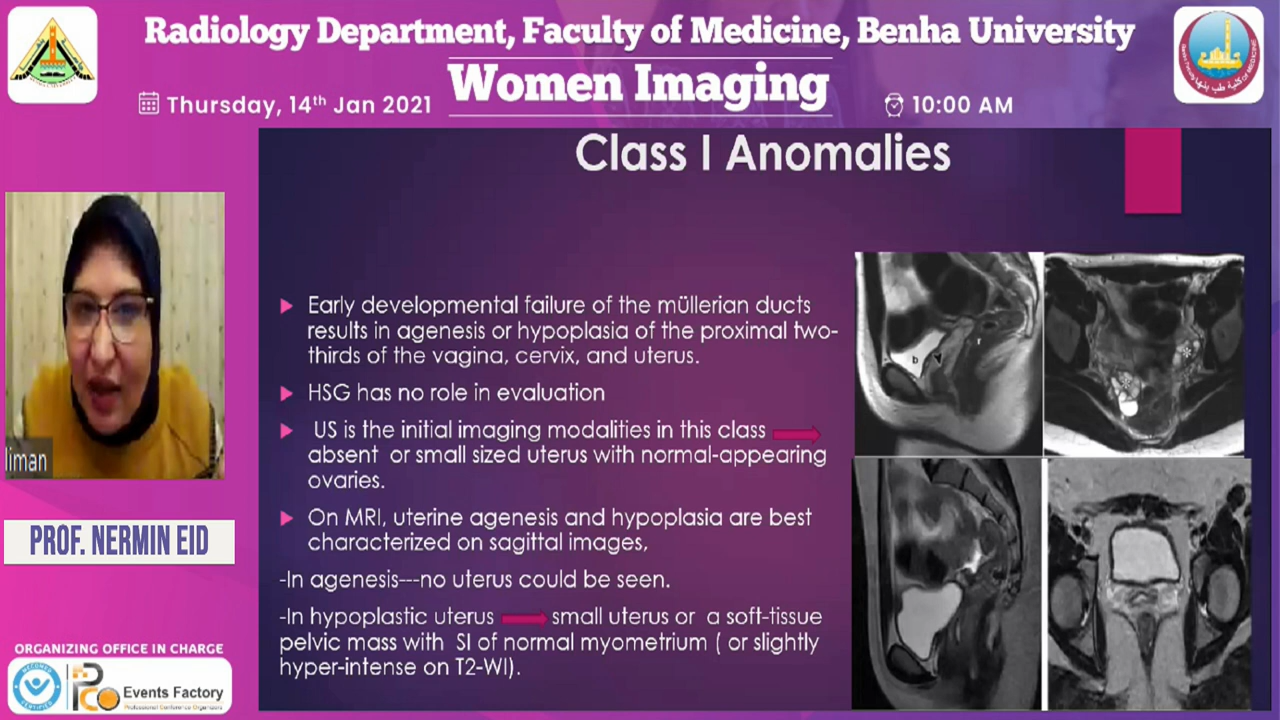 Radiology Department, Faculty of Medicine, Benha University
Women Imaging
Thursday, 14th Jan 2021
10:00 AM
Class I Anomalies
Early developmental failure of the müllerian ducts
results in agenesis or hypoplasia of the proximal two-
thirds of the vagina, cervix, and uterus.
HSG has no role in evaluation
US is the initial imaging modalities in this class
absent or small sized uterus with normal-appearing
ovaries.
On MRI, uterine agenesis and hypoplasia are best
characterized on sagittal images,
-In agenesis---no uterus could be seen.
-In hypoplastic uterus small uterus or a soft-tissue
pelvic mass with SI of normal myometrium ( or slightly
hyper-intense on T2-WI).
b
r
*
*
liman
PROF. NERMIN EID
ORGANIZING OFFICE IN CHARGE
CERTIFIED
PCO
Events Factory
Professional Conference Organizers